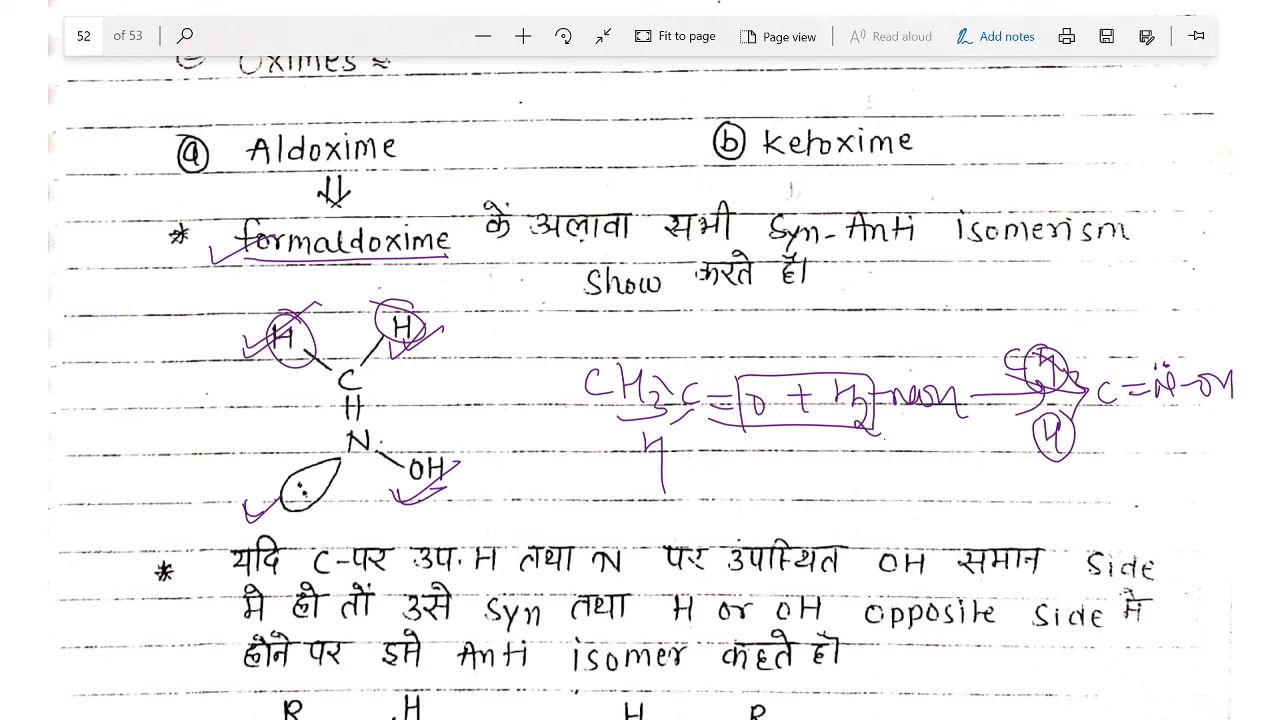 52 of 53 Fit to page Page view Read aloud Add notes
Oximes
ⓐ Aldoxime ⓑ Ketoxime
* formaldoxime के अलावा सभी Syn-Anti isomerism
Show करते है।
H H
C
N
OH
CH3 C = O + H2 C = N - OH
H H
* यदि C-पर उप. H तथा N पर उपस्थित OH समान Side
मे हो तों उसे Syn तथा H or OH opposite side मे
होने पर इसे Anti isomer कहते है।
R H H R